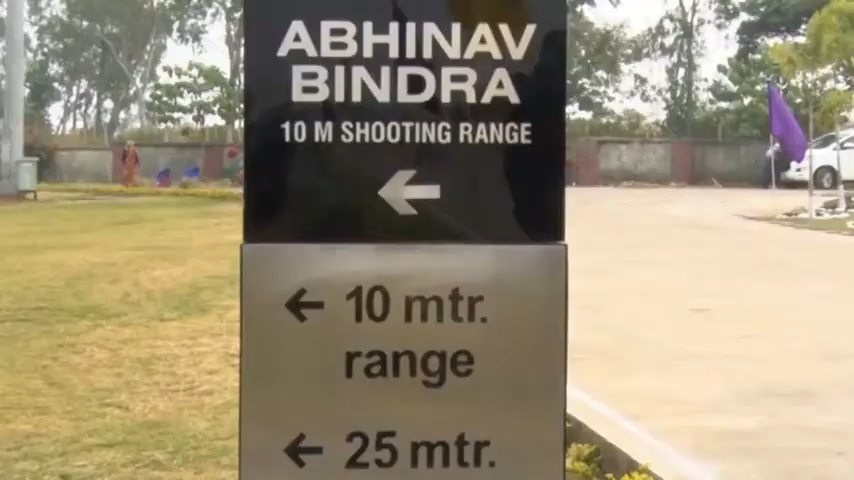 ABHINAV
BINDRA
10 M SHOOTING RANGE
10 mtr.
range
25 mtr.